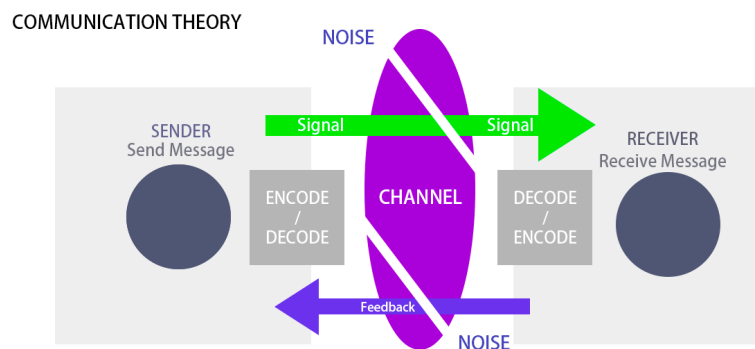 COMMUNICATION THEORY
NOISE
Signal
Signal
SENDER
Send Message
RECEIVER
Receive Message
ENCODE
/
DECODE
CHANNEL
DECODE
/
ENCODE
Feedback
NOISE